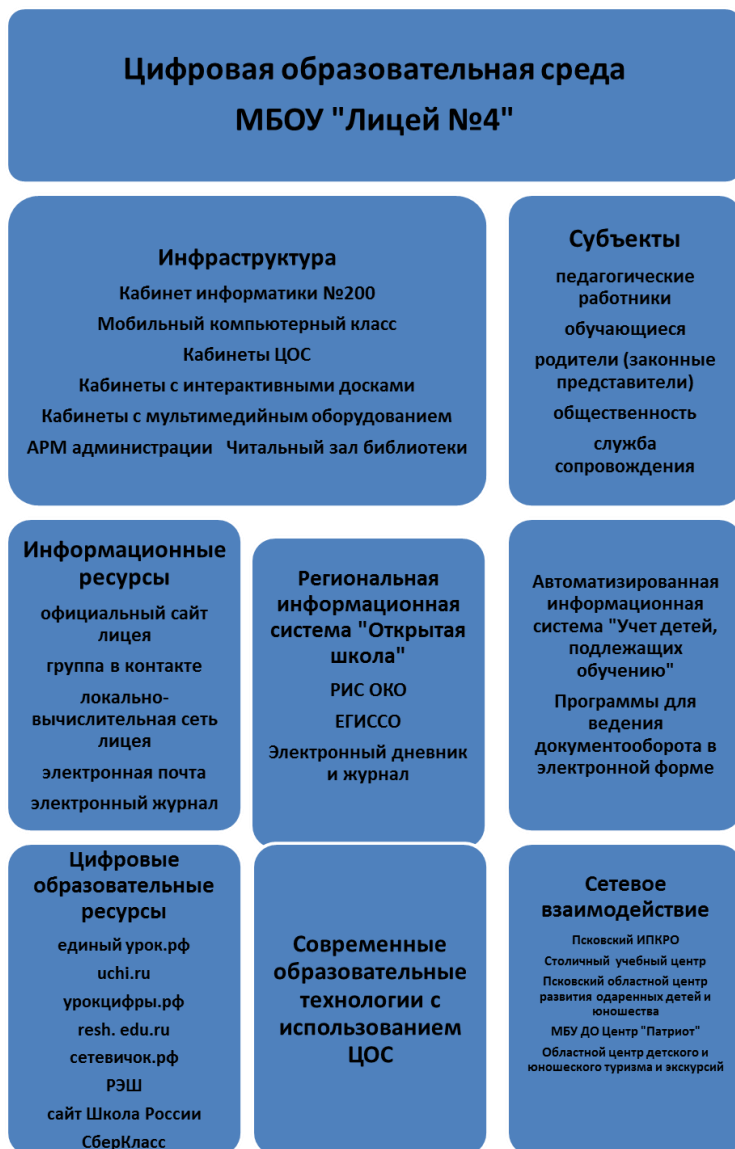 Цифровая образовательная среда
МБОУ "Лицей №4"
Инфраструктура
Кабинет информатики №200
Мобильный компьютерный класс
Кабинеты ЦОС
Кабинеты с интерактивными досками
Кабинеты с мультимедийным оборудованием
АРМ администрации Читальный зал библиотеки
Субъекты
педагогические
работники
обучающиеся
родители (законные
представители)
общественность
служба
сопровождения
Информационные
ресурсы
официальный сайт
лицея
группа в контакте
локально-
вычислительная сеть
лицея
электронная почта
электронный журнал
Региональная
информационная
система "Открытая
школа"
РИС ОКО
ЕГИССО
Электронный дневник
и журнал
Автоматизированная
информационная
система "Учет детей,
подлежащих
обучению"
Программы для
ведения
документооборота в
электронной форме
Цифровые
образовательные
ресурсы
единый урок.рф
uchi.ru
урокцифры.рф
resh. edu.ru
сетевичок.рф
РЭШ
сайт Школа России
СберКласс
Современные
образовательные
технологии с
использованием
ЦОС
Сетевое
взаимодействие
Псковский ИПКРО
Столичный учебный центр
Псковский областной центр
развития одаренных детей и
юношества
МБУ ДО Центр "Патриот"
Областной центр детского и
юношеского туризма и экскурсий